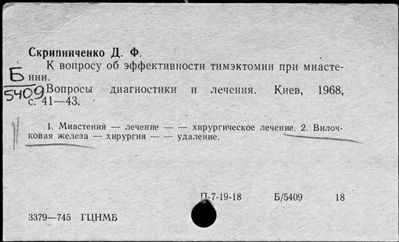 Скрипниченко Д. Ф.
К вопросу об эффективности тимэктомии при миасте-
нии.
Б
5409
Вопросы диагностики и лечения. Киев, 1968,
с. 41—43.
1. Миастения — лечение — — хирургическое лечение. 2. Вилоч-
ковая железа — хирургия — — удаление.
П-7-19-18 Б/5409 18
3379—745 ГЦНМБ